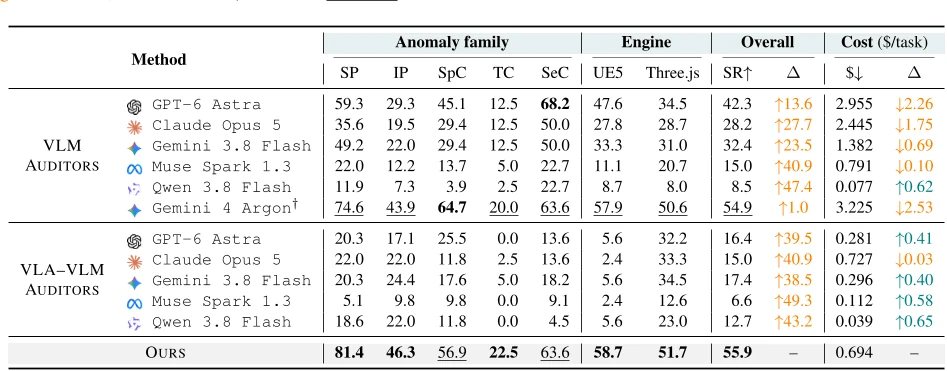 Method Anomaly family Engine Overall Cost ($/task)
SP IP SpC TC SeC UE5 Three.js SR↑ Δ $↓ Δ
VLM AUDITORS
GPT-6 Astra 59.3 29.3 45.1 12.5 68.2 47.6 34.5 42.3 ↑13.6 2.955 ↓2.26
Claude Opus 5 35.6 19.5 29.4 12.5 50.0 27.8 28.7 28.2 ↑27.7 2.445 ↓1.75
Gemini 3.8 Flash 49.2 22.0 29.4 12.5 50.0 33.3 31.0 32.4 ↑23.5 1.382 ↓0.69
Muse Spark 1.3 22.0 12.2 13.7 5.0 22.7 11.1 20.7 15.0 ↑40.9 0.791 ↓0.10
Qwen 3.8 Flash 11.9 7.3 3.9 2.5 22.7 8.7 8.0 8.5 ↑47.4 0.077 ↑0.62
Gemini 4 Argon† 74.6 43.9 64.7 20.0 63.6 57.9 50.6 54.9 ↑1.0 3.225 ↓2.53
VLA–VLM AUDITORS
GPT-6 Astra 20.3 17.1 25.5 0.0 13.6 5.6 32.2 16.4 ↑39.5 0.281 ↑0.41
Claude Opus 5 22.0 22.0 11.8 2.5 13.6 2.4 33.3 15.0 ↑40.9 0.727 ↓0.03
Gemini 3.8 Flash 20.3 24.4 17.6 5.0 18.2 5.6 34.5 17.4 ↑38.5 0.296 ↑0.40
Muse Spark 1.3 5.1 9.8 9.8 0.0 9.1 2.4 12.6 6.6 ↑49.3 0.112 ↑0.58
Qwen 3.8 Flash 18.6 22.0 11.8 0.0 4.5 5.6 23.0 12.7 ↑43.2 0.039 ↑0.65
OURS 81.4 46.3 56.9 22.5 63.6 58.7 51.7 55.9 – 0.694 –